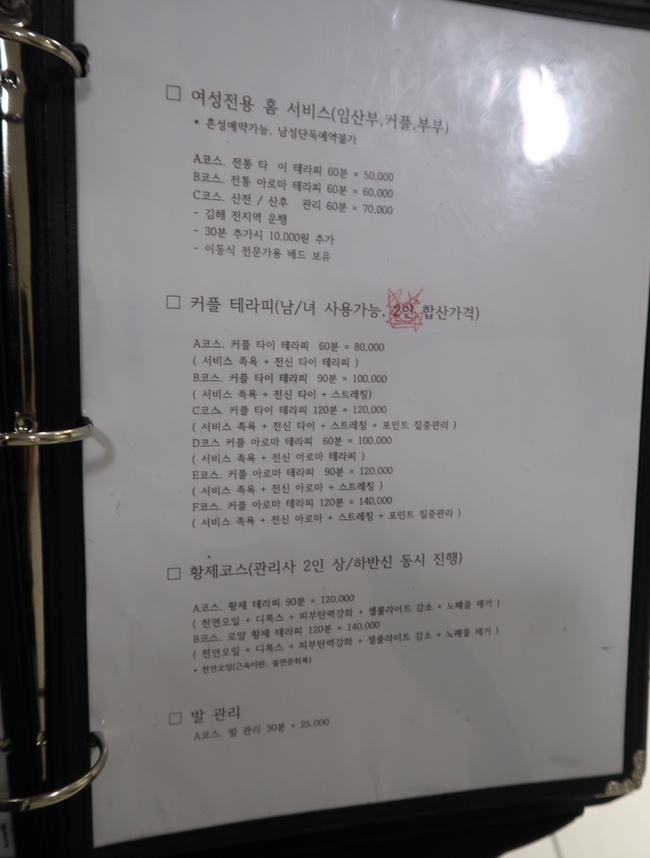 □ 여성전용 홈 서비스(임산부,커플,부부)
* 혼성예약가능. 남성단독예약불가
A코스. 전통 타 이 테라피 60분 = 50,000
B코스. 전통 아로마 테라피 60분 = 60,000
C코스. 산전 / 산후 관리 60분 = 70,000
- 김해 전지역 운행
- 30분 추가시 10,000원 추가
- 이동식 전문가용 베드 보유
□ 커플 테라피(남/녀 사용가능. 2인 합산가격)
A코스. 커플 타이 테라피 60분 = 80,000
( 서비스 족욕 + 전신 타이 테라피 )
B코스. 커플 타이 테라피 90분 = 100,000
( 서비스 족욕 + 전신 타이 + 스트레칭)
C코스. 커플 타이 테라피 120분 = 120,000
( 서비스 족욕 + 전신 타이 + 스트레칭 + 포인트 집중관리 )
D코스 커플 아로마 테라피 60분 = 100,000
( 서비스 족욕 + 전신 아로마 테라피 )
E코스. 커플 아로마 테라피 90분 = 120,000
( 서비스 족욕 + 전신 아로마 + 스트레칭 )
F코스. 커플 아로마 테라피 120분 = 140,000
( 서비스 족욕 + 전신 아로마 + 스트레칭 + 포인트 집중관리 )
□ 황제코스(관리사 2인 상/하반신 동시 진행)
A코스. 황제 테라피 90분 = 120,000
( 천연오일 + 디톡스 + 피부탄력강화 + 셀룰라이트 감소 + 노폐물 제거 )
B코스. 로얄 황제 테라피 120분 = 140,000
( 천연오일 + 디톡스 + 피부탄력강화 + 셀룰라이트 감소 + 노폐물 제거 )
* 천연오일(근육이완, 불면증회복)
□ 발 관리
A코스. 발 관리 30분 = 25,000